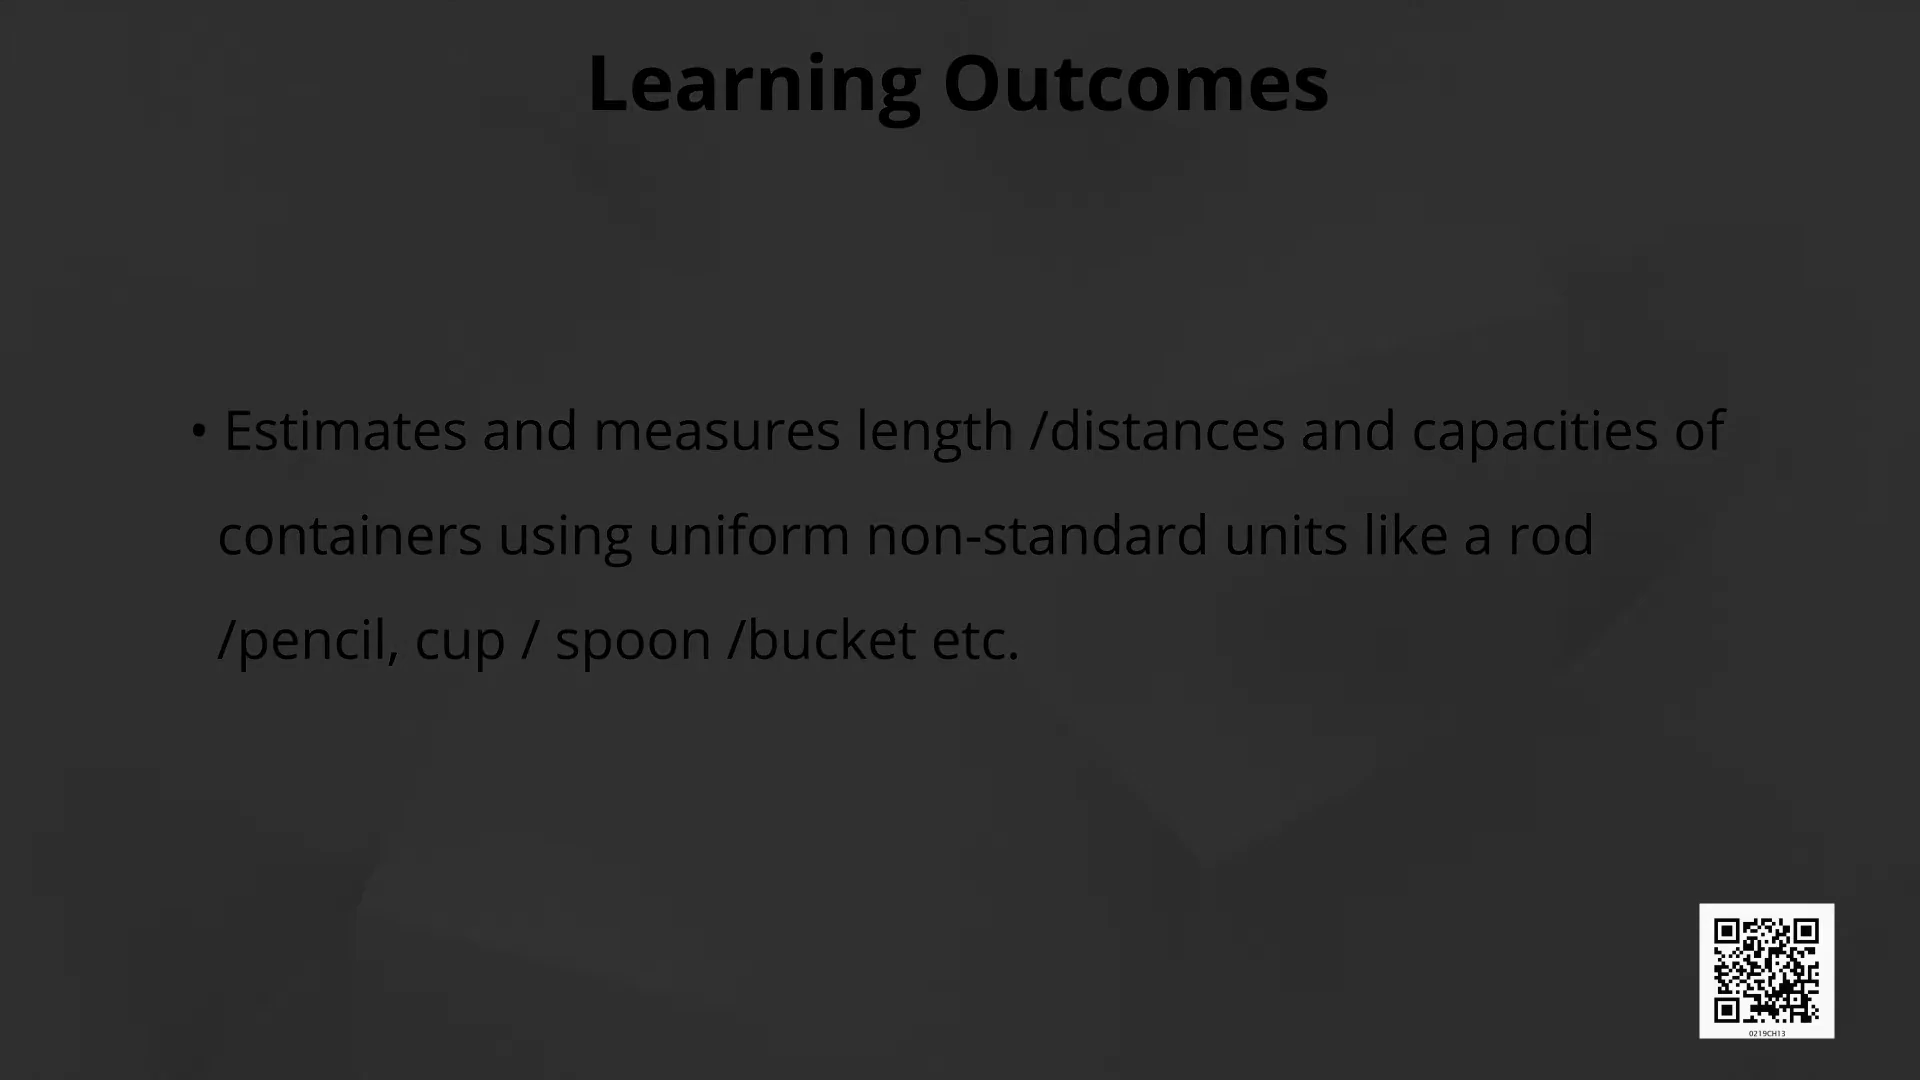 Learning Outcomes
• Estimates and measures length /distances and capacities of
containers using uniform non-standard units like a rod
/pencil, cup / spoon /bucket etc.
0219CH13